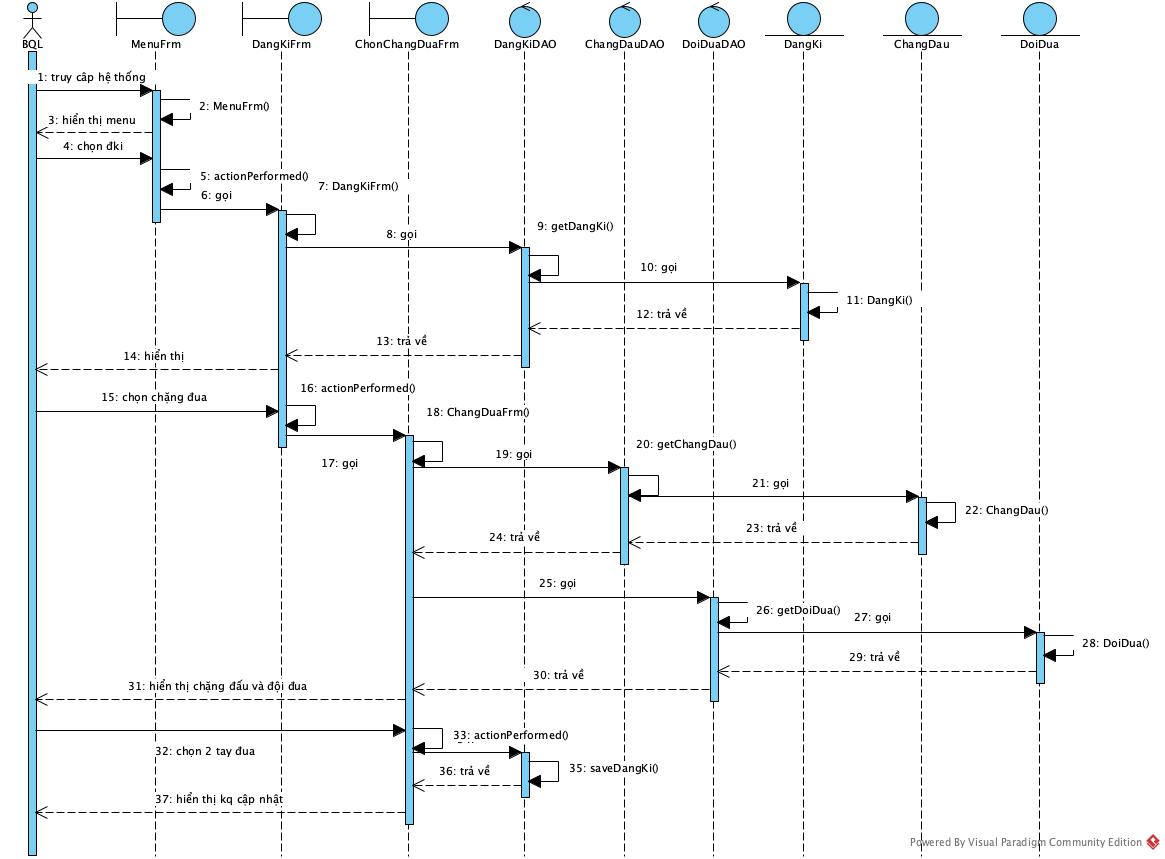 BQL
MenuFrm
DangKiFrm
ChonChangDuaFrm
DangKiDAO
ChangDauDAO
DoiDuaDAO
DangKi
ChangDau
DoiDua
1: truy câp hệ thống
2: MenuFrm()
3: hiển thị menu
4: chọn đki
5: actionPerformed()
6: gọi
7: DangKiFrm()
8: gọi
9: getDangKi()
10: gọi
11: DangKi()
12: trả về
13: trả về
14: hiển thị
15: chọn chặng đua
16: actionPerformed()
17: gọi
18: ChangDuaFrm()
19: gọi
20: getChangDau()
21: gọi
22: ChangDau()
23: trả về
24: trả về
25: gọi
26: getDoiDua()
27: gọi
28: DoiDua()
29: trả về
30: trả về
31: hiển thị chặng đấu và đội đua
32: chọn 2 tay đua
33: actionPerformed()
35: saveDangKi()
36: trả về
37: hiển thị kq cập nhật
Powered By Visual Paradigm Community Edition